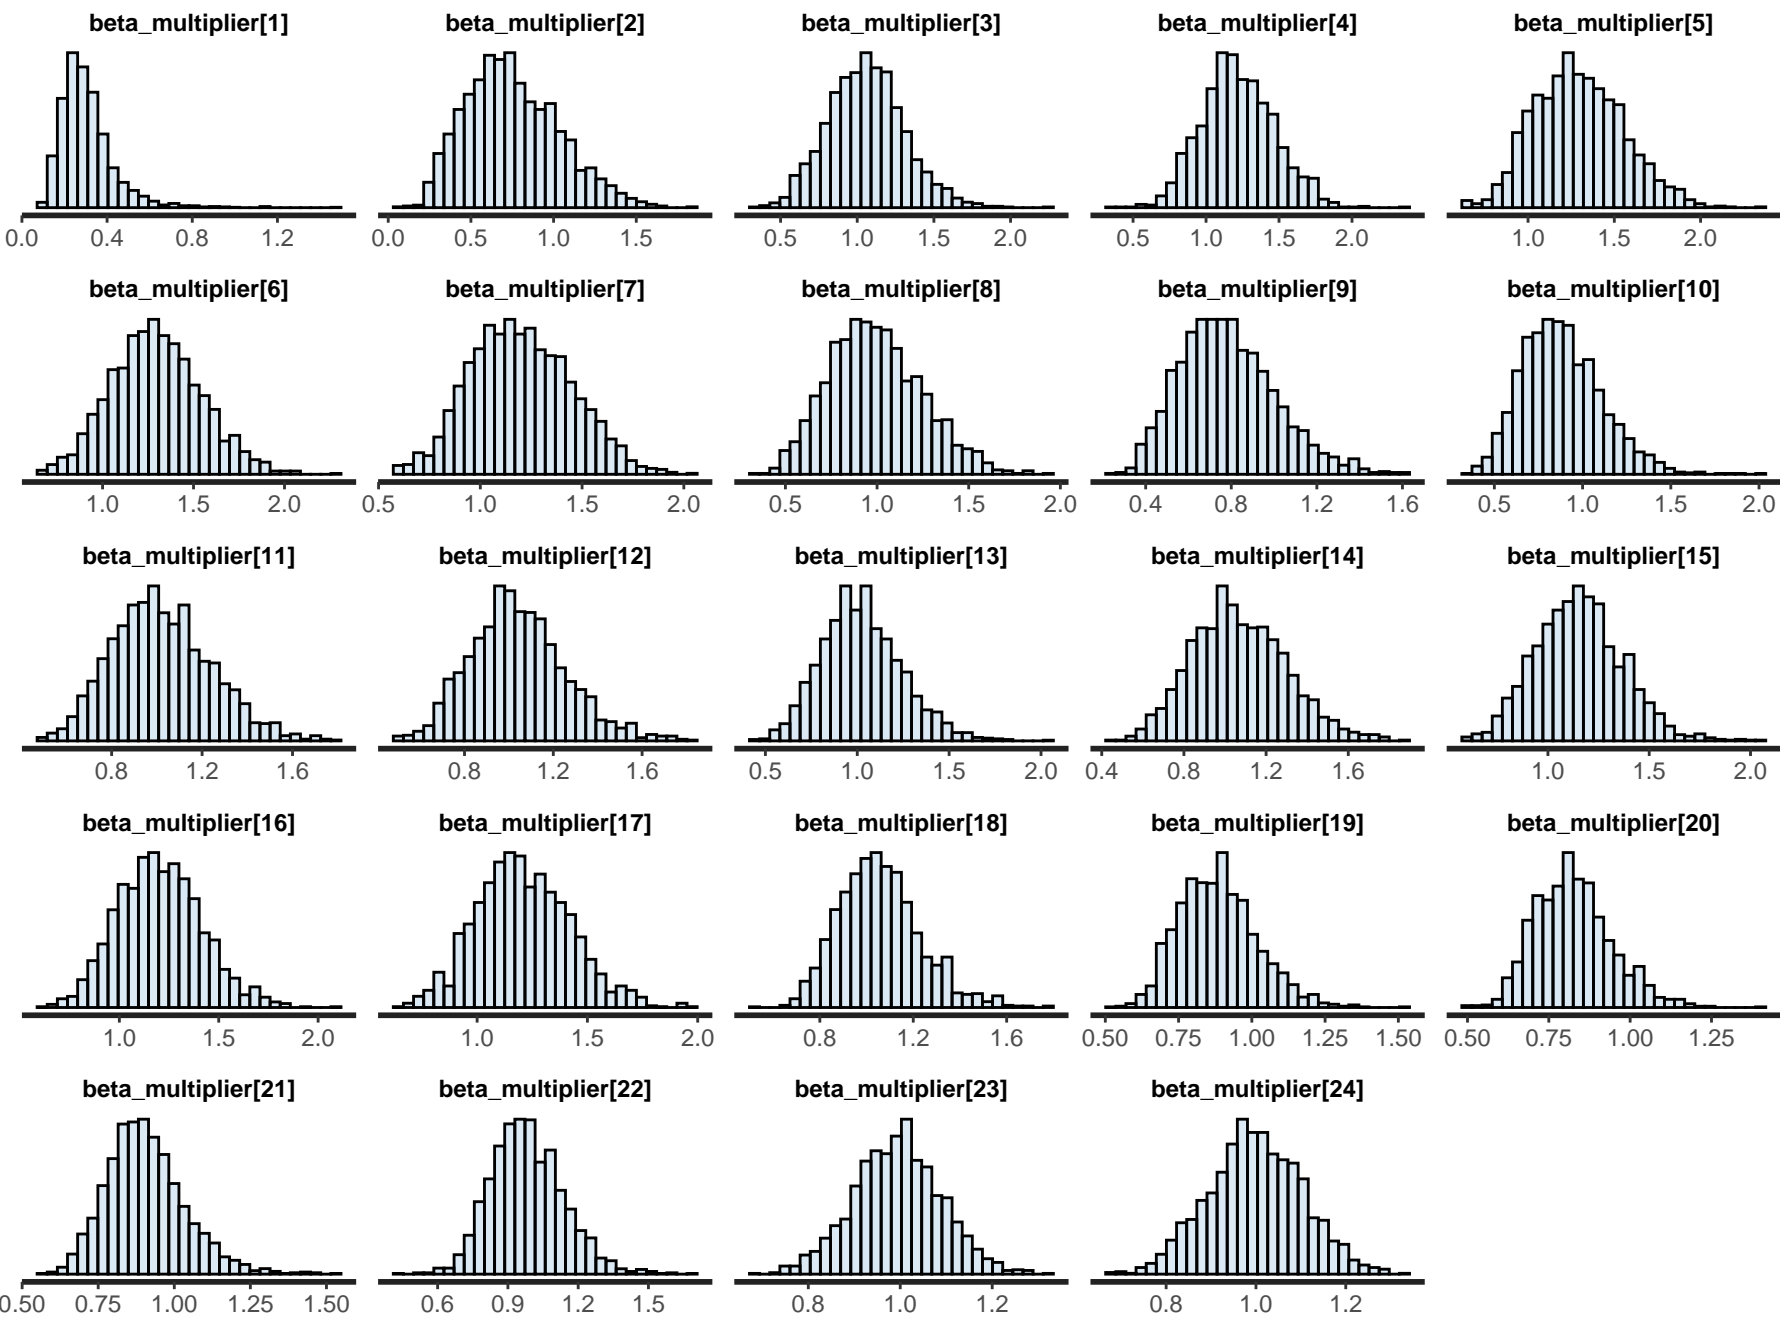 beta_multiplier[1] beta_multiplier[2] beta_multiplier[3] beta_multiplier[4] beta_multiplier[5]
0.0 0.4 0.8 1.2 0.0 0.5 1.0 1.5 0.5 1.0 1.5 2.0 0.5 1.0 1.5 2.0 1.0 1.5 2.0
beta_multiplier[6] beta_multiplier[7] beta_multiplier[8] beta_multiplier[9] beta_multiplier[10]
1.0 1.5 2.0 0.5 1.0 1.5 2.0 0.5 1.0 1.5 2.0 0.4 0.8 1.2 1.6 0.5 1.0 1.5 2.0
beta_multiplier[11] beta_multiplier[12] beta_multiplier[13] beta_multiplier[14] beta_multiplier[15]
0.8 1.2 1.6 0.8 1.2 1.6 0.5 1.0 1.5 2.0 0.4 0.8 1.2 1.6 1.0 1.5 2.0
beta_multiplier[16] beta_multiplier[17] beta_multiplier[18] beta_multiplier[19] beta_multiplier[20]
1.0 1.5 2.0 1.0 1.5 2.0 0.8 1.2 1.6 0.50 0.75 1.00 1.25 1.50 0.50 0.75 1.00 1.25
beta_multiplier[21] beta_multiplier[22] beta_multiplier[23] beta_multiplier[24]
0.50 0.75 1.00 1.25 1.50 0.6 0.9 1.2 1.5 0.8 1.0 1.2 0.8 1.0 1.2